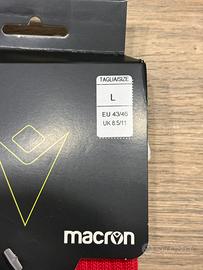 TAGLIA/SIZE
L
EU 43/46
UK 8.5/11
macron